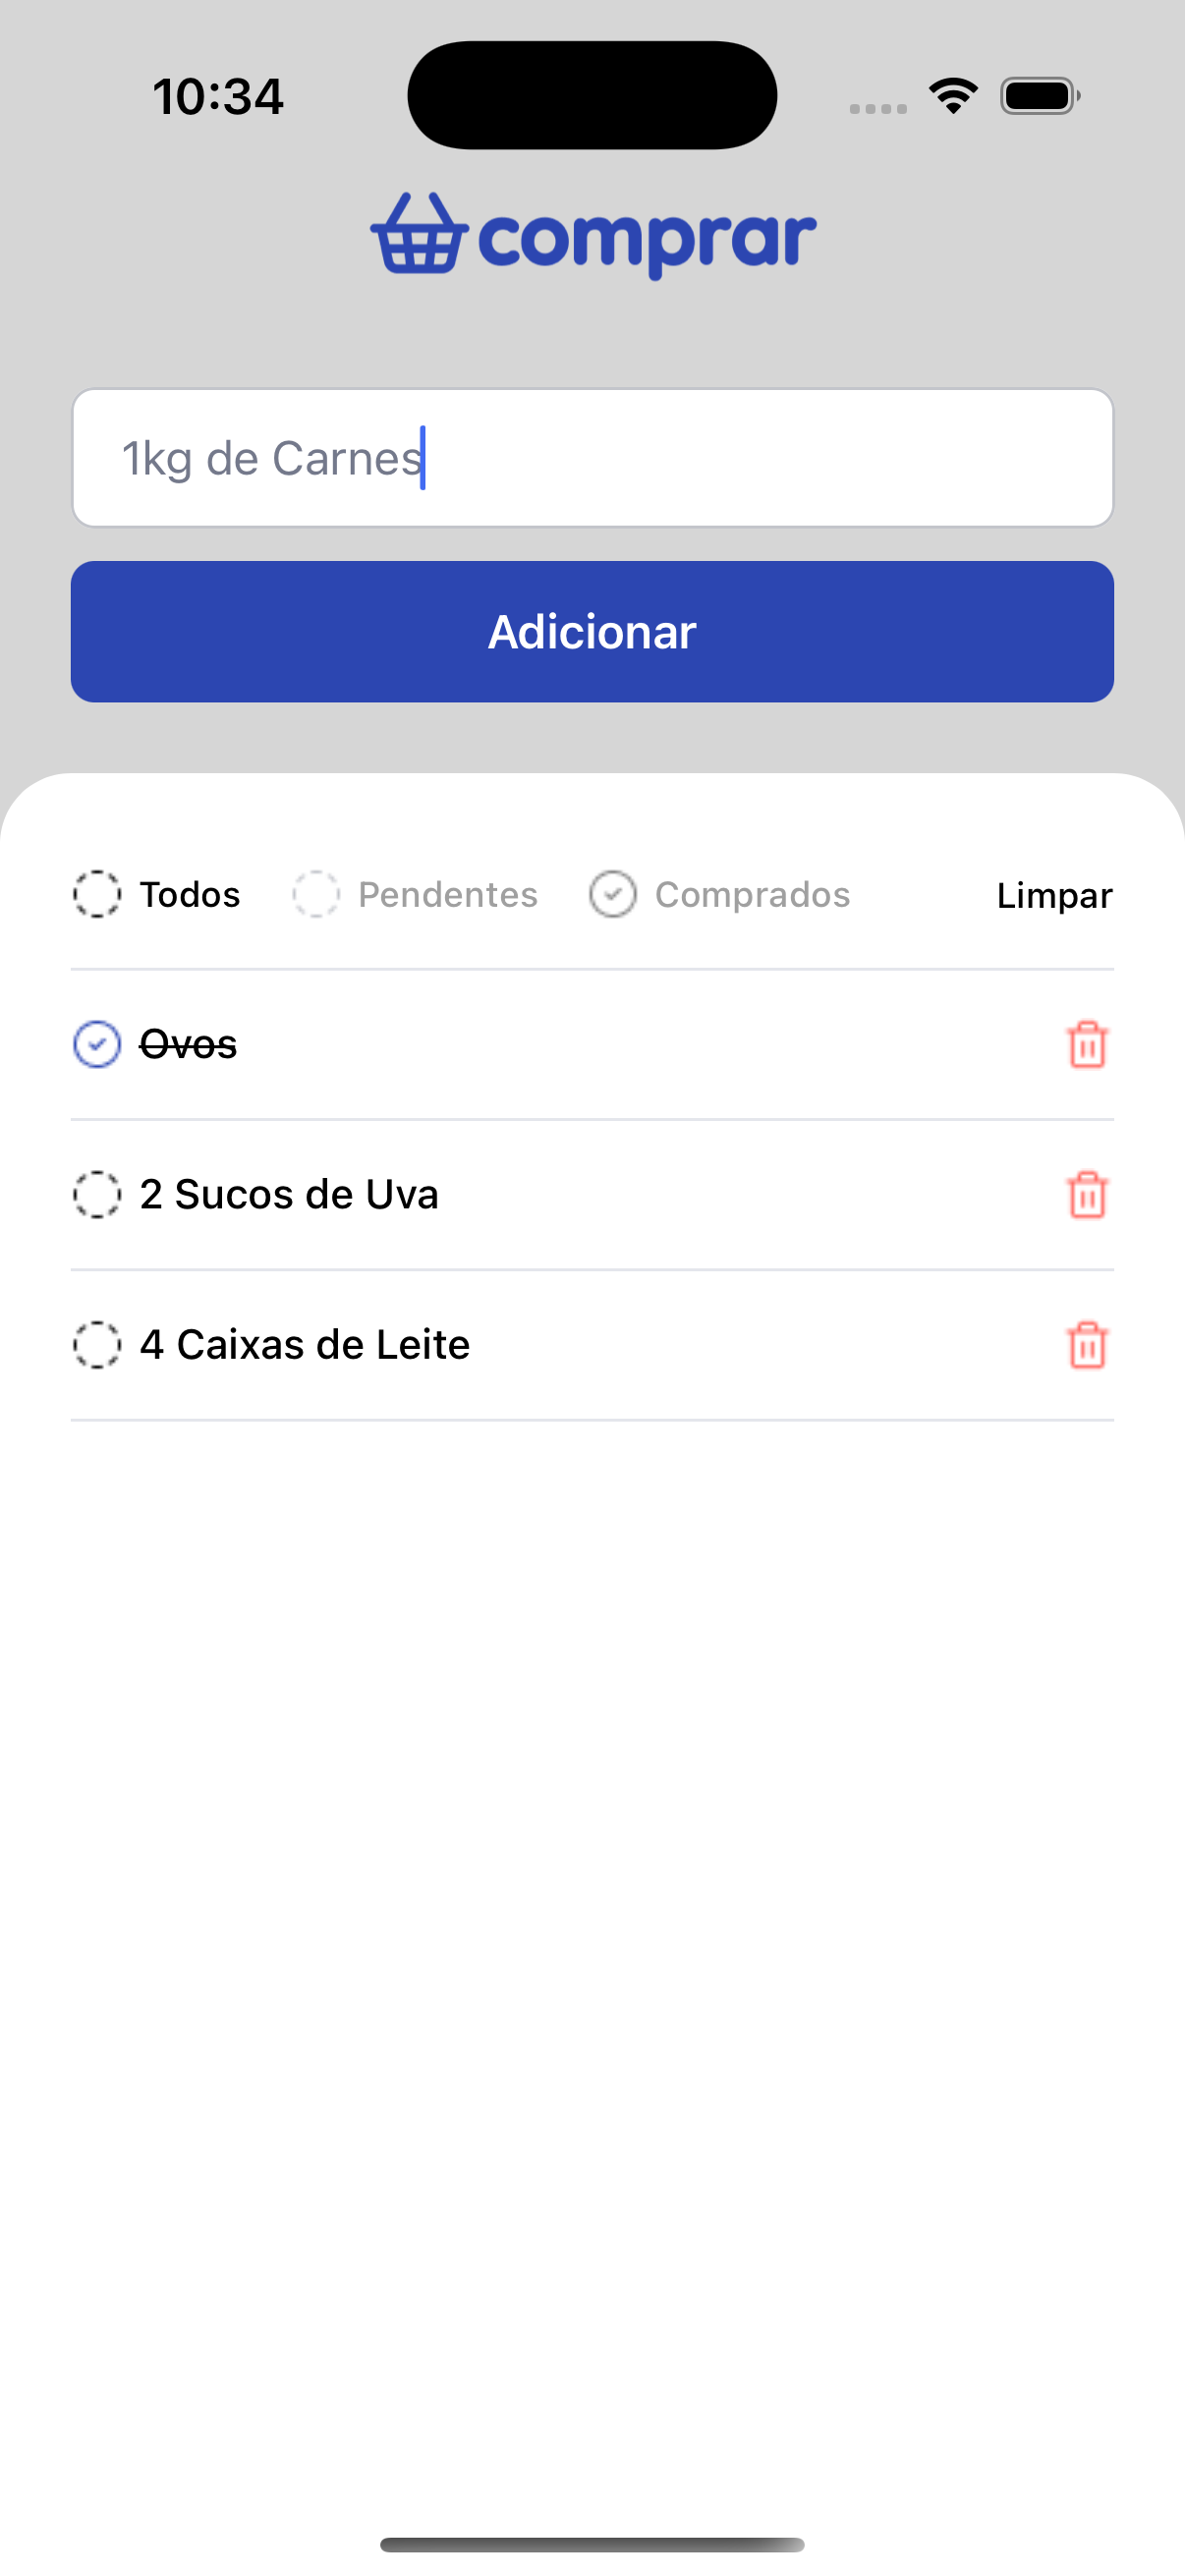 10:34
comprar
1kg de Carnes
Adicionar
Todos Pendentes Comprados Limpar
Ovos
2 Sucos de Uva
4 Caixas de Leite